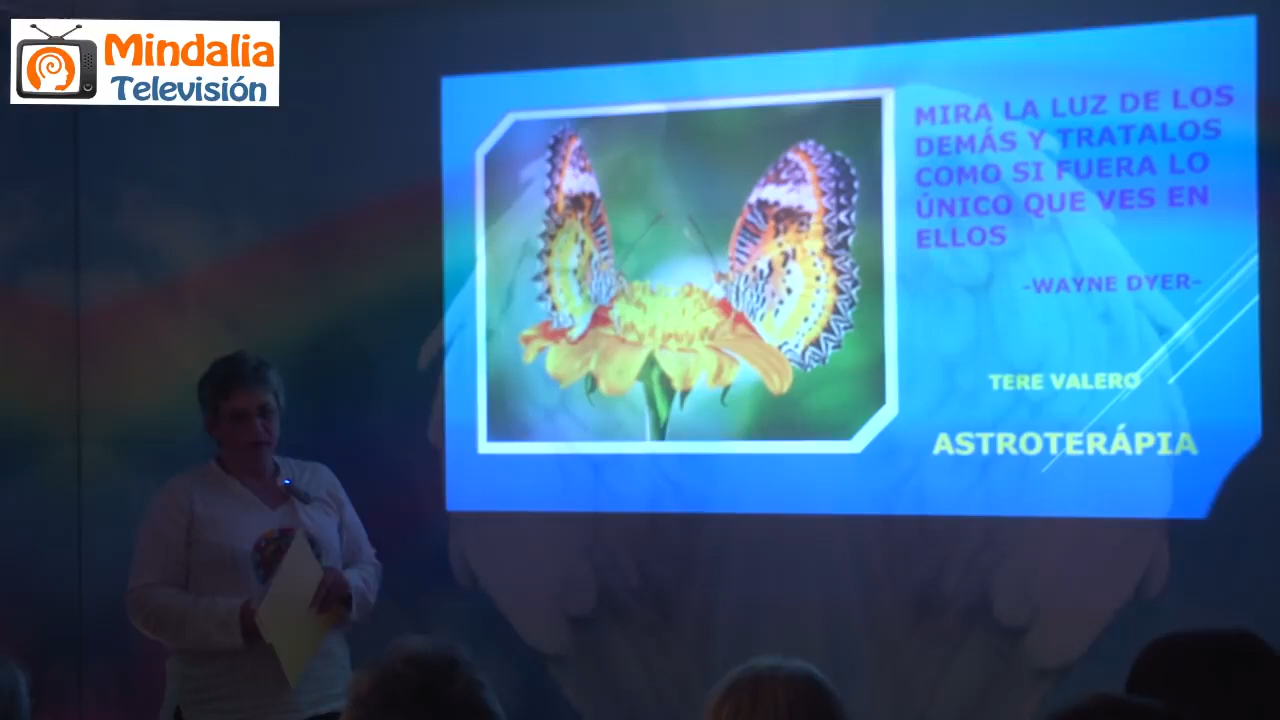 Mindalia
Televisión
MIRA LA LUZ DE LOS
DEMÁS Y TRATALOS
COMO SI FUERA LO
ÚNICO QUE VES EN
ELLOS
-WAYNE DYER-
TERE VALERO
ASTROTERÁPIA